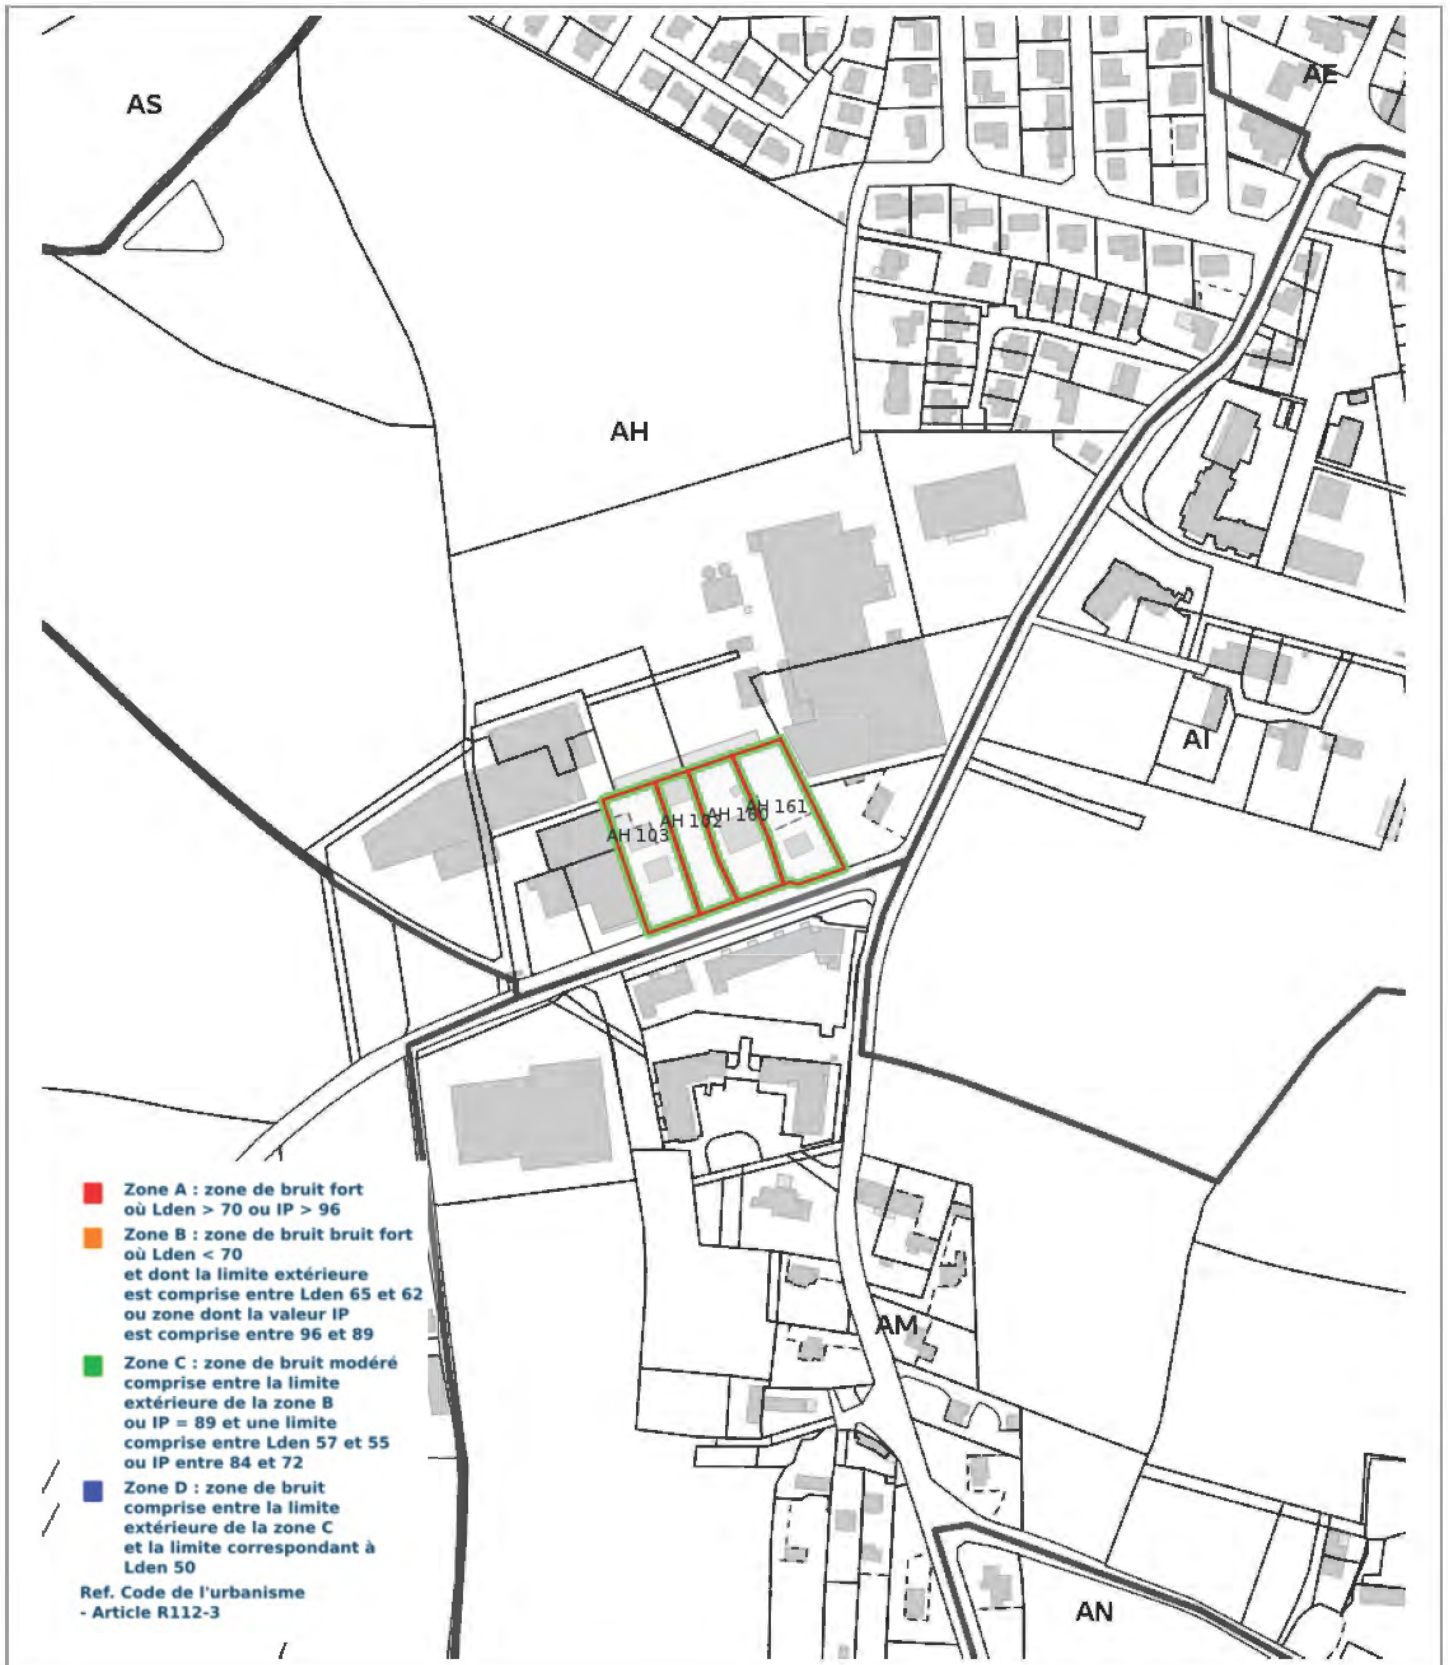 AS
AE
AH
AI
AH 103
AH 102
AH 160
AH 161
Zone A : zone de bruit fort
où Lden > 70 ou IP > 96
Zone B : zone de bruit bruit fort
où Lden < 70
et dont la limite extérieure
est comprise entre Lden 65 et 62
ou zone dont la valeur IP
est comprise entre 96 et 89
Zone C : zone de bruit modéré
comprise entre la limite
extérieure de la zone B
ou IP = 89 et une limite
comprise entre Lden 57 et 55
ou IP entre 84 et 72
Zone D : zone de bruit
comprise entre la limite
extérieure de la zone C
et la limite correspondant à
Lden 50
Ref. Code de l'urbanisme
- Article R112-3
AM
AN